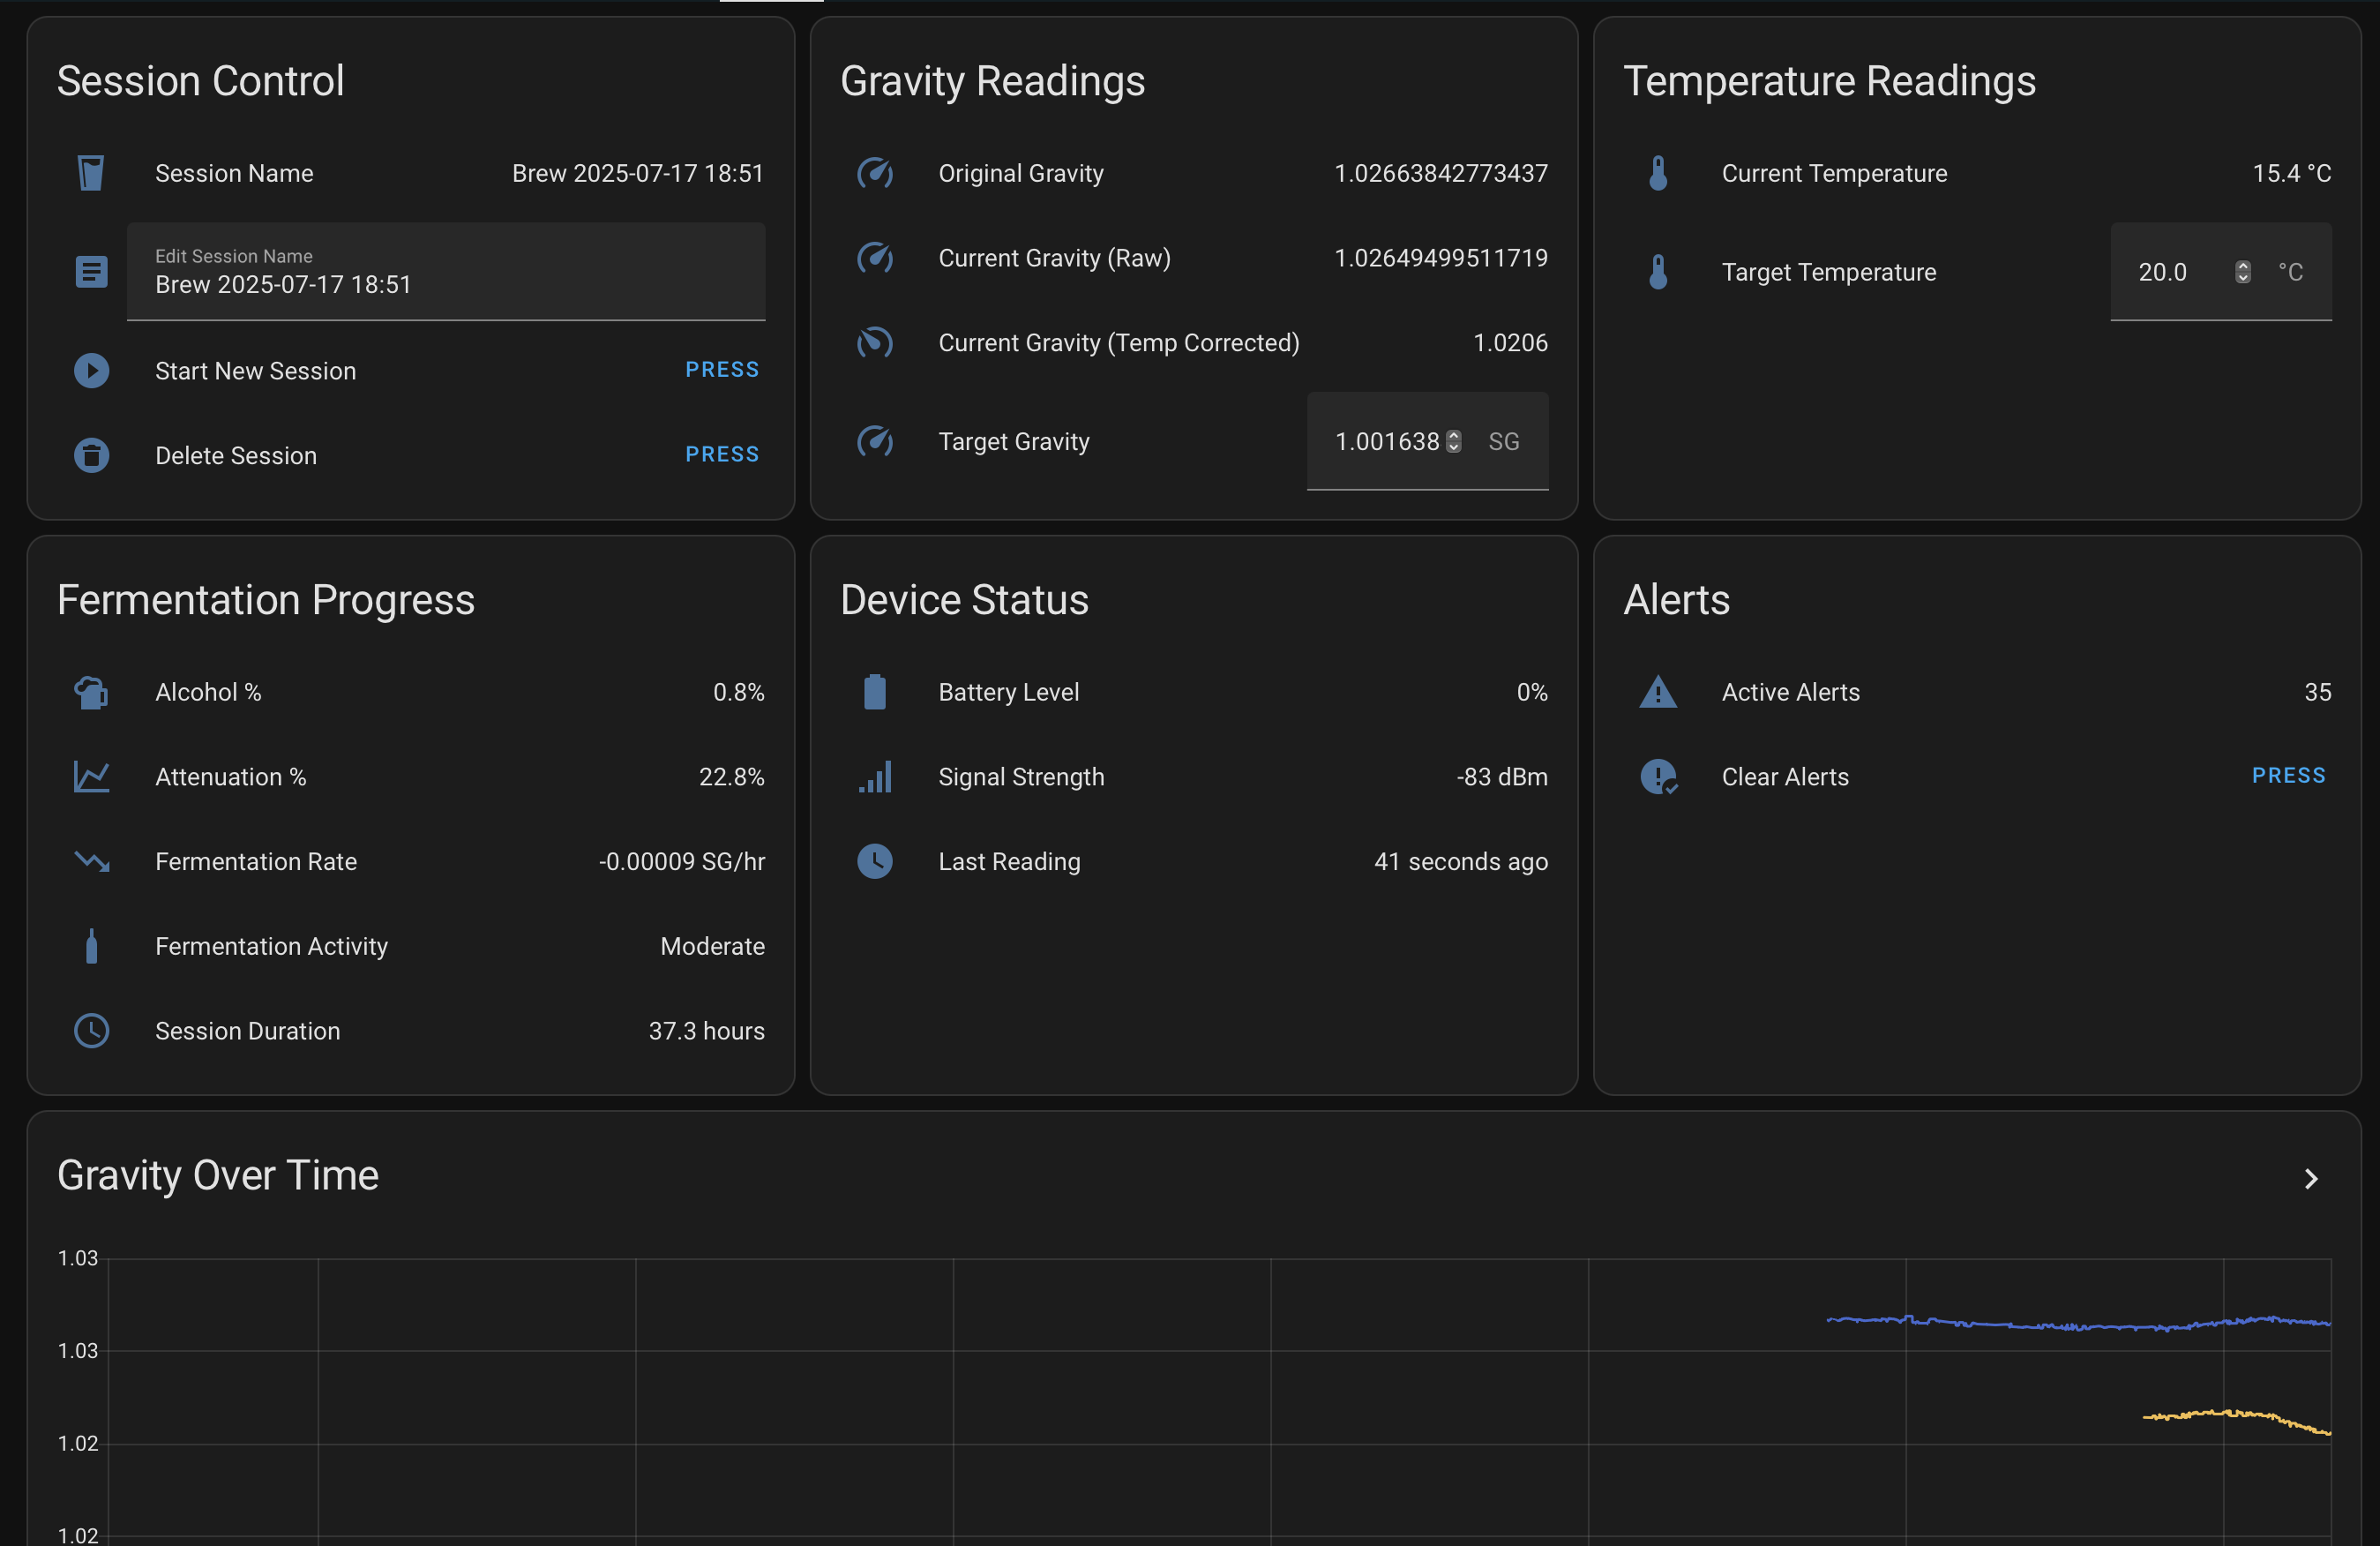 Session Control
Session Name Brew 2025-07-17 18:51
Edit Session Name
Brew 2025-07-17 18:51
Start New Session PRESS
Delete Session PRESS
Gravity Readings
Original Gravity 1.02663842773437
Current Gravity (Raw) 1.02649499511719
Current Gravity (Temp Corrected) 1.0206
Target Gravity 1.001638 SG
Temperature Readings
Current Temperature 15.4 °C
Target Temperature 20.0 °C
Fermentation Progress
Alcohol % 0.8%
Attenuation % 22.8%
Fermentation Rate -0.00009 SG/hr
Fermentation Activity Moderate
Session Duration 37.3 hours
Device Status
Battery Level 0%
Signal Strength -83 dBm
Last Reading 41 seconds ago
Alerts
Active Alerts 35
Clear Alerts PRESS
Gravity Over Time
1.03
1.03
1.02
1.02